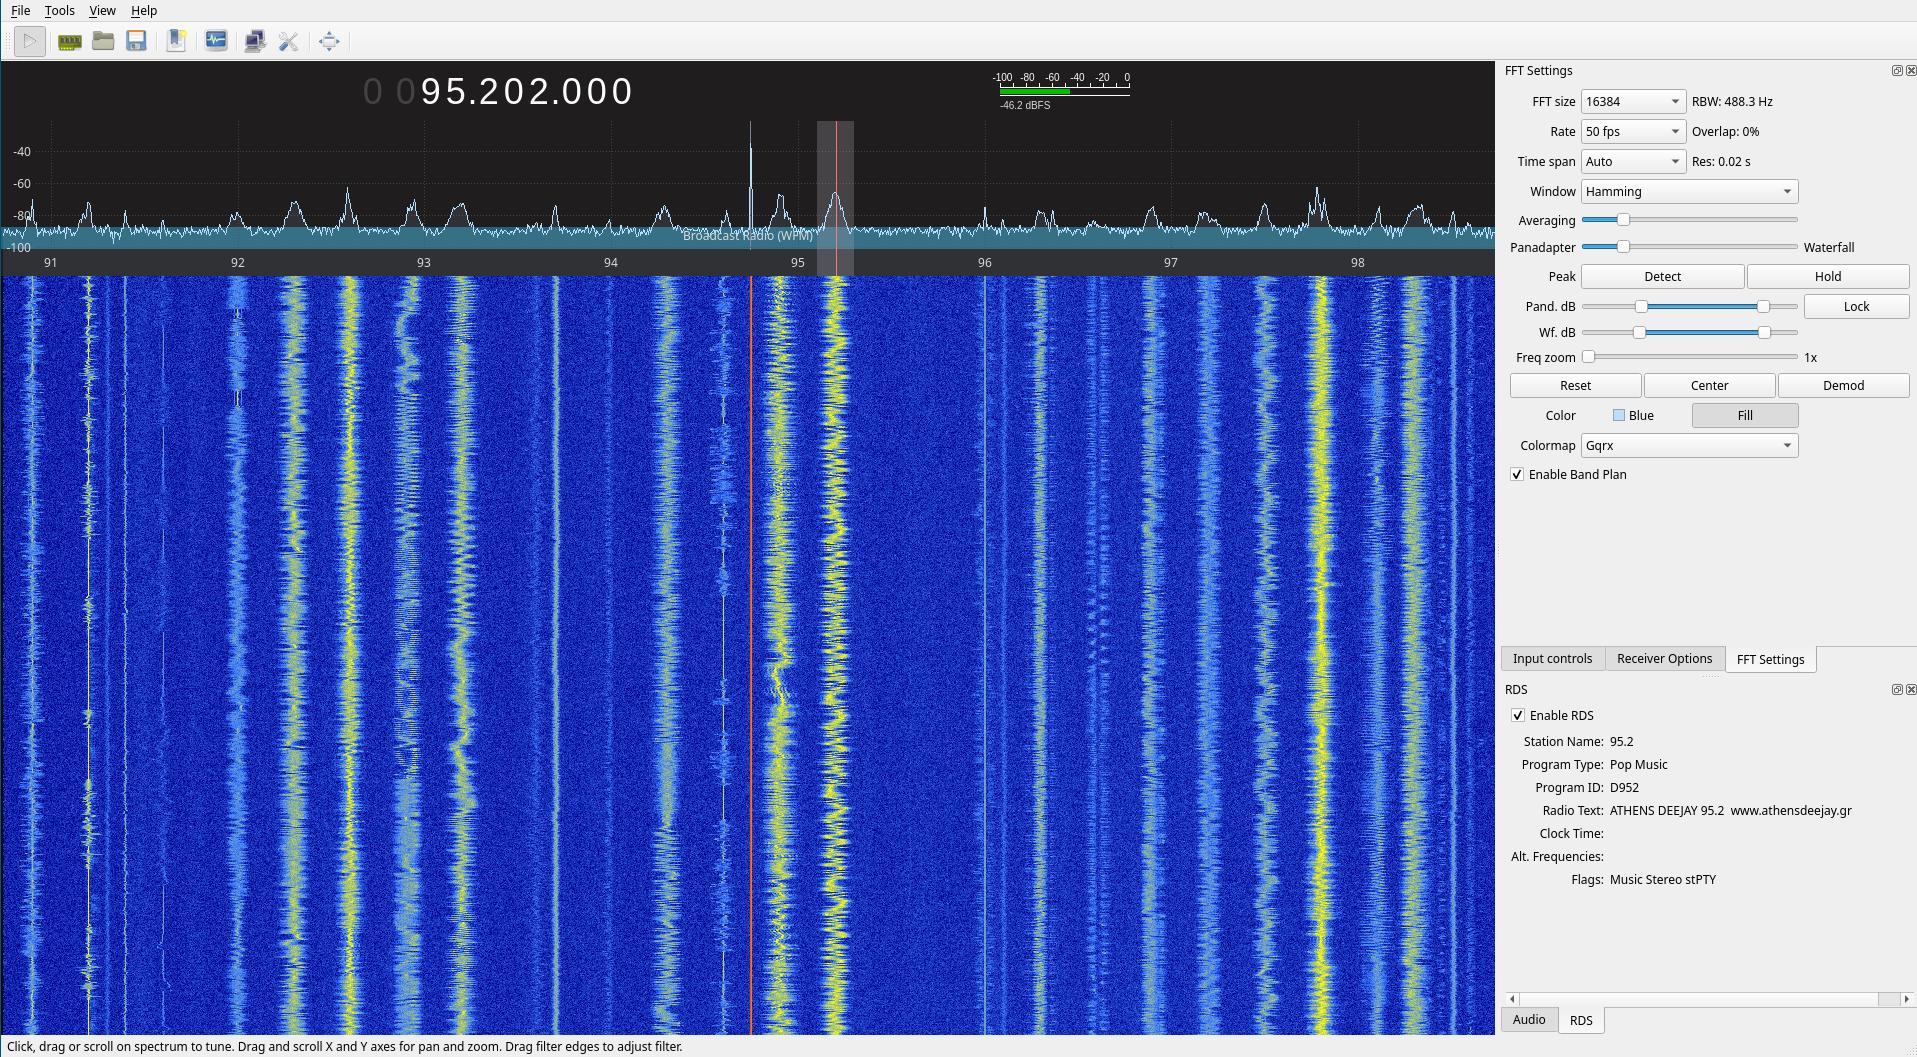 File Tools View Help
0 095.202.000
-100 -80 -60 -40 -20 0
-46.2 dBFS
-40
-60
-80
-100
Broadcast Radio (WFM)
91 92 93 94 95 96 97 98
FFT Settings
FFT size 16384 RBW: 488.3 Hz
Rate 50 fps Overlap: 0%
Time span Auto Res: 0.02 s
Window Hamming
Averaging
Panadapter Waterfall
Peak Detect Hold
Pand. dB Lock
Wf. dB
Freq zoom 1x
Reset Center Demod
Color Blue Fill
Colormap Gqrx
Enable Band Plan
Input controls Receiver Options FFT Settings
RDS
Enable RDS
Station Name: 95.2
Program Type: Pop Music
Program ID: D952
Radio Text: ATHENS DEEJAY 95.2 www.athensdeejay.gr
Clock Time:
Alt. Frequencies:
Flags: Music Stereo stPTY
Audio RDS
Click, drag or scroll on spectrum to tune. Drag and scroll X and Y axes for pan and zoom. Drag filter edges to adjust filter.